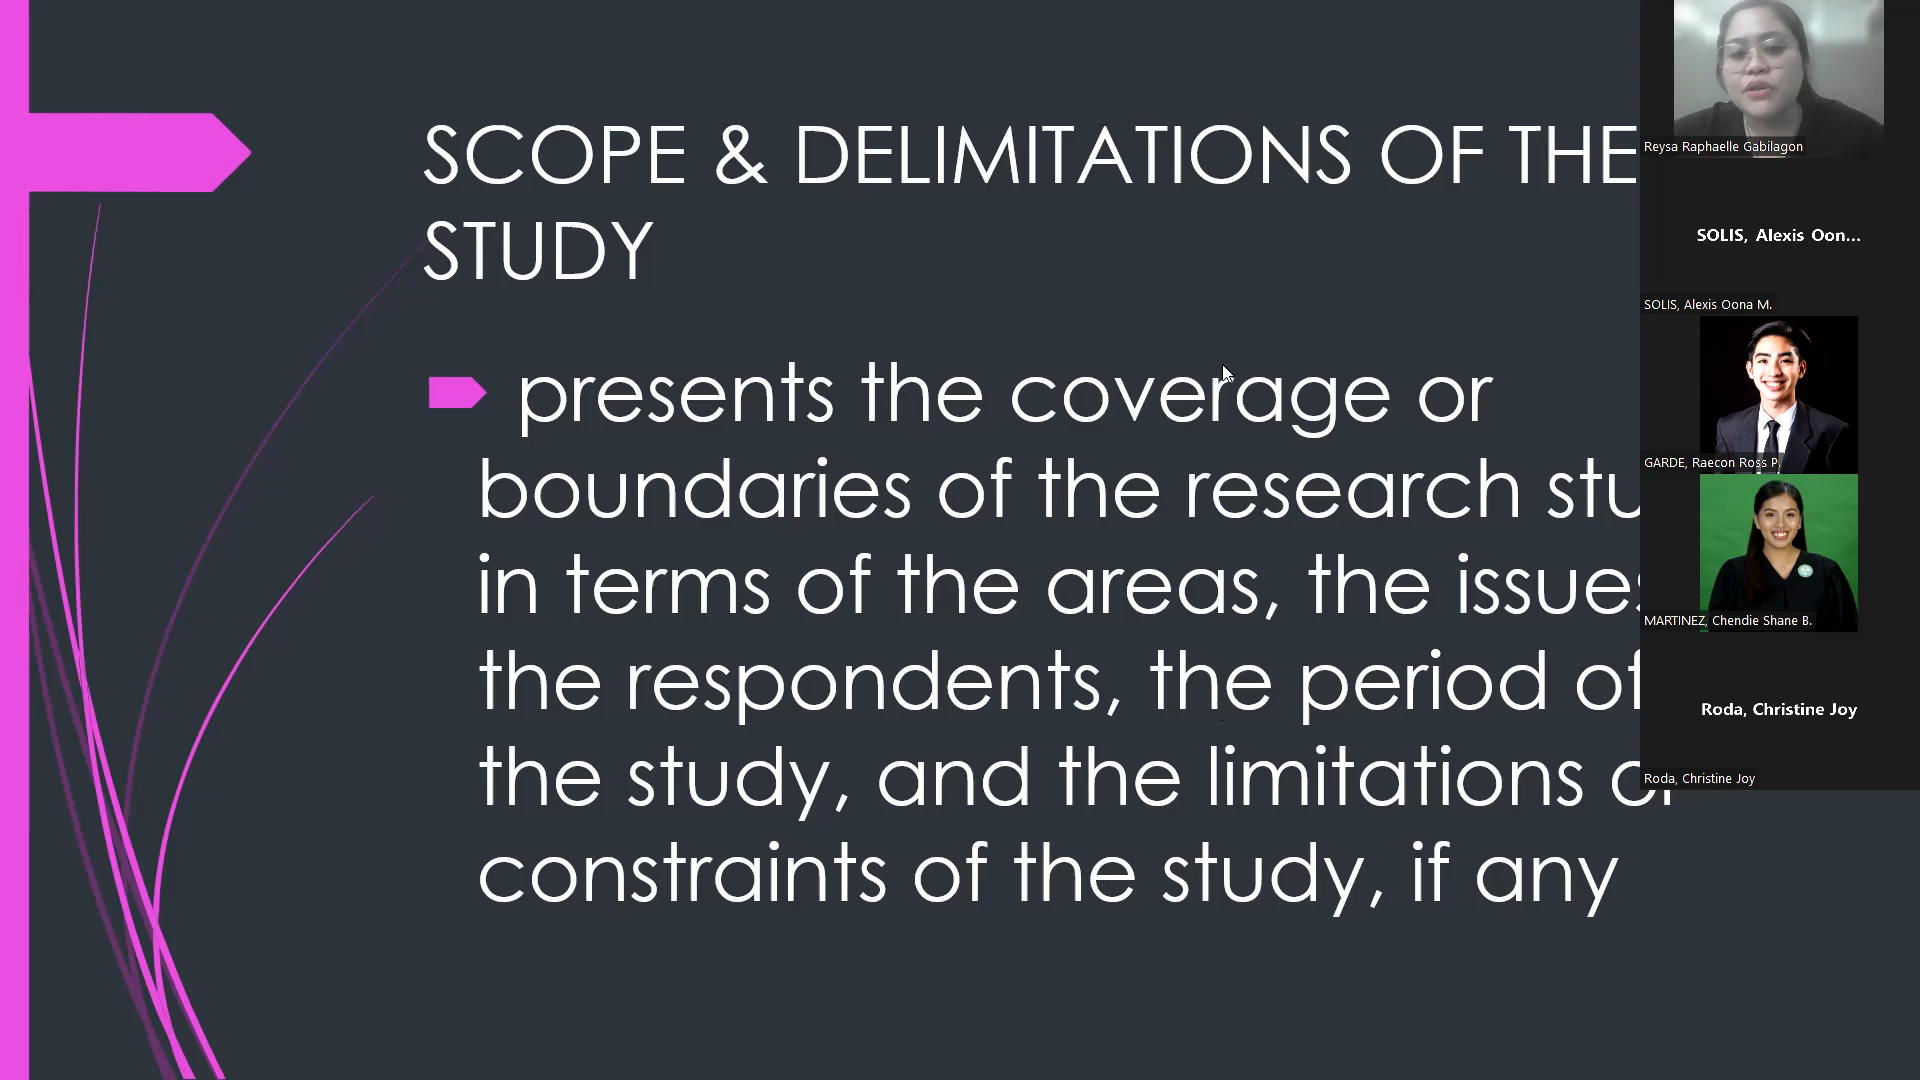 SCOPE & DELIMITATIONS OF THE
STUDY
presents the coverage or
boundaries of the research stu
in terms of the areas, the issues
the respondents, the period of
the study, and the limitations or
constraints of the study, if any
Reysa Raphaelle Gabilagon
SOLIS, Alexis Oon...
SOLIS, Alexis Oona M.
GARDE, Raecon Ross P.
MARTINEZ, Chendie Shane B.
Roda, Christine Joy
Roda, Christine Joy